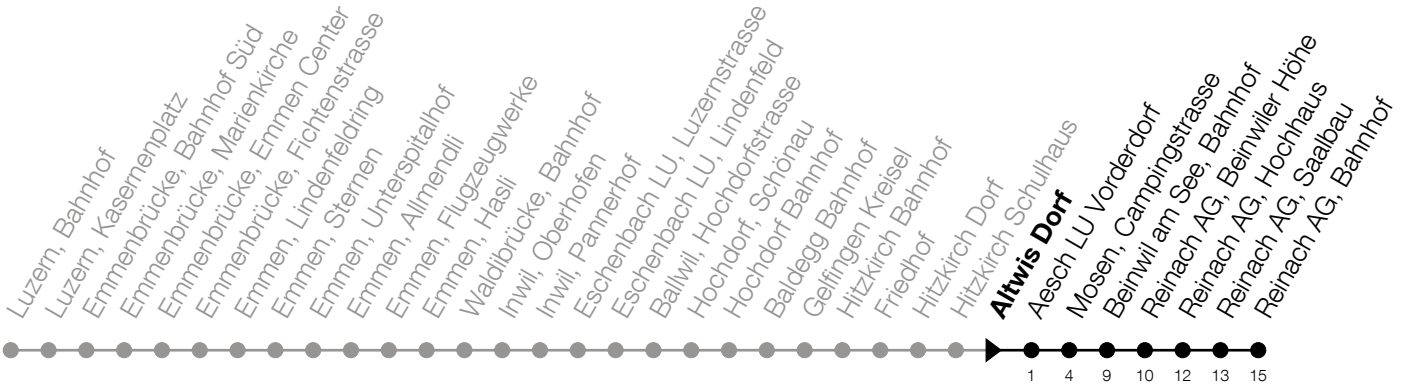 Luzern, Bahnhof
Luzern, Kasernenplatz
Emmenbrücke, Bahnhof Süd
Emmenbrücke, Marienkirche
Emmenbrücke, Emmen Center
Emmenbrücke, Fichtenstrasse
Emmen, Lindenfeldring
Emmen, Sternen
Emmen, Unterspitalhof
Emmen, Allmendli
Emmen, Flugzeugwerke
Emmen, Hasli
Waldibrücke, Bahnhof
Inwil, Oberhofen
Inwil, Pannerhof
Eschenbach LU, Luzernstrasse
Eschenbach LU, Lindenfeld
Ballwil, Hochdorfstrasse
Hochdorf, Schönau
Hochdorf Bahnhof
Baldegg Bahnhof
Gelfingen Kreisel
Hitzkirch Bahnhof
Friedhof
Hitzkirch Dorf
Hitzkirch Schulhaus
Altwis Dorf
Aesch LU Vorderdorf
Mosen, Campingstrasse
Beinwil am See, Bahnhof
Reinach AG, Beinwiler Höhe
Reinach AG, Hochhaus
Reinach AG, Saalbau
Reinach AG, Bahnhof
1 4 9 10 12 13 15